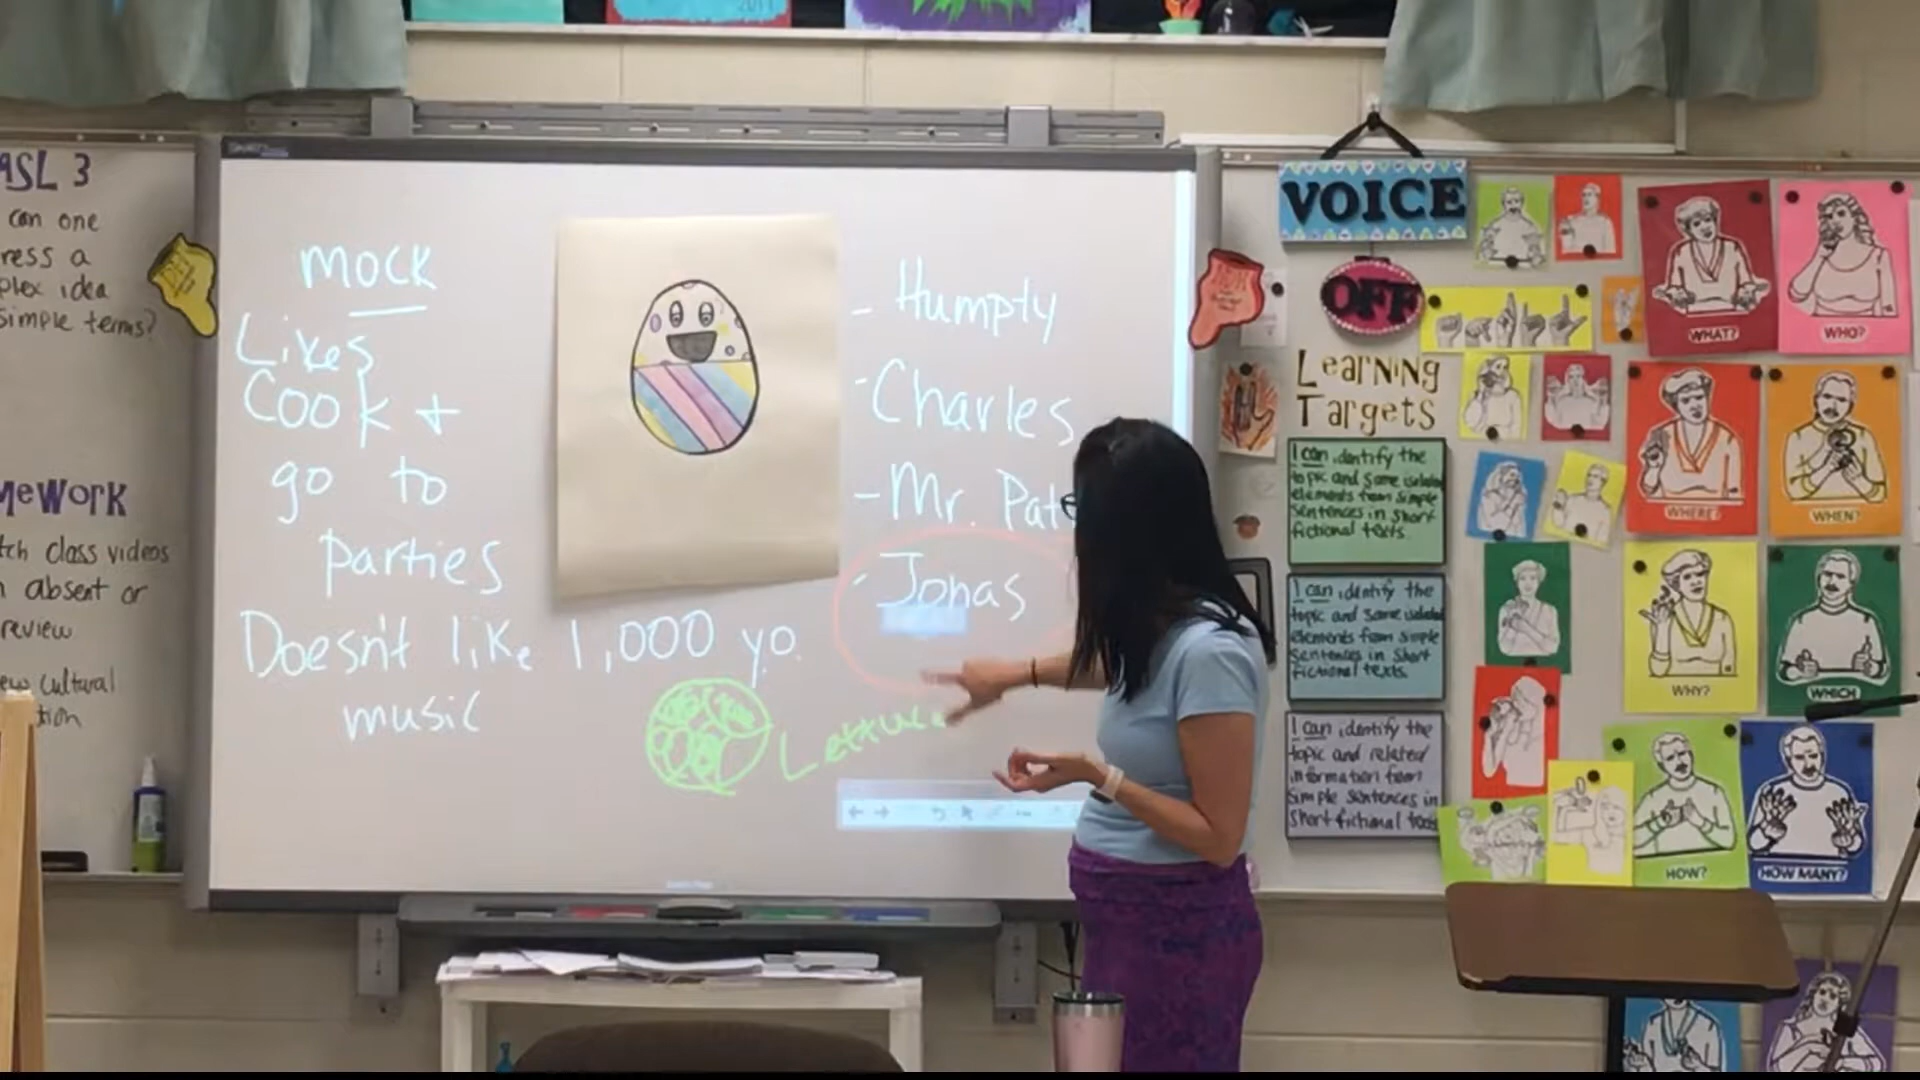 ASL 3
can one
ress a
plex idea
simple terms?
meWork
tch class videos
n absent or
review
ew cultural
tion
2019
SMART
mock
Likes
Cook +
go to
parties
Doesn't like 1,000 y.o.
music
- Humpty
- Charles
- Mr. Pat
- Jonas
Lettuce
VOICE
OFF
Learning
Targets
I can identify the
topic and some isolated
elements from simple
sentences in short
fictional texts.
I can identify the
topic and some isolated
elements from simple
sentences in short
fictional texts.
I can identify the
topic and related
information from
simple sentences in
short fictional texts
WHAT?
WHO?
WHERE?
WHEN?
WHY?
WHICH
HOW?
HOW MANY?